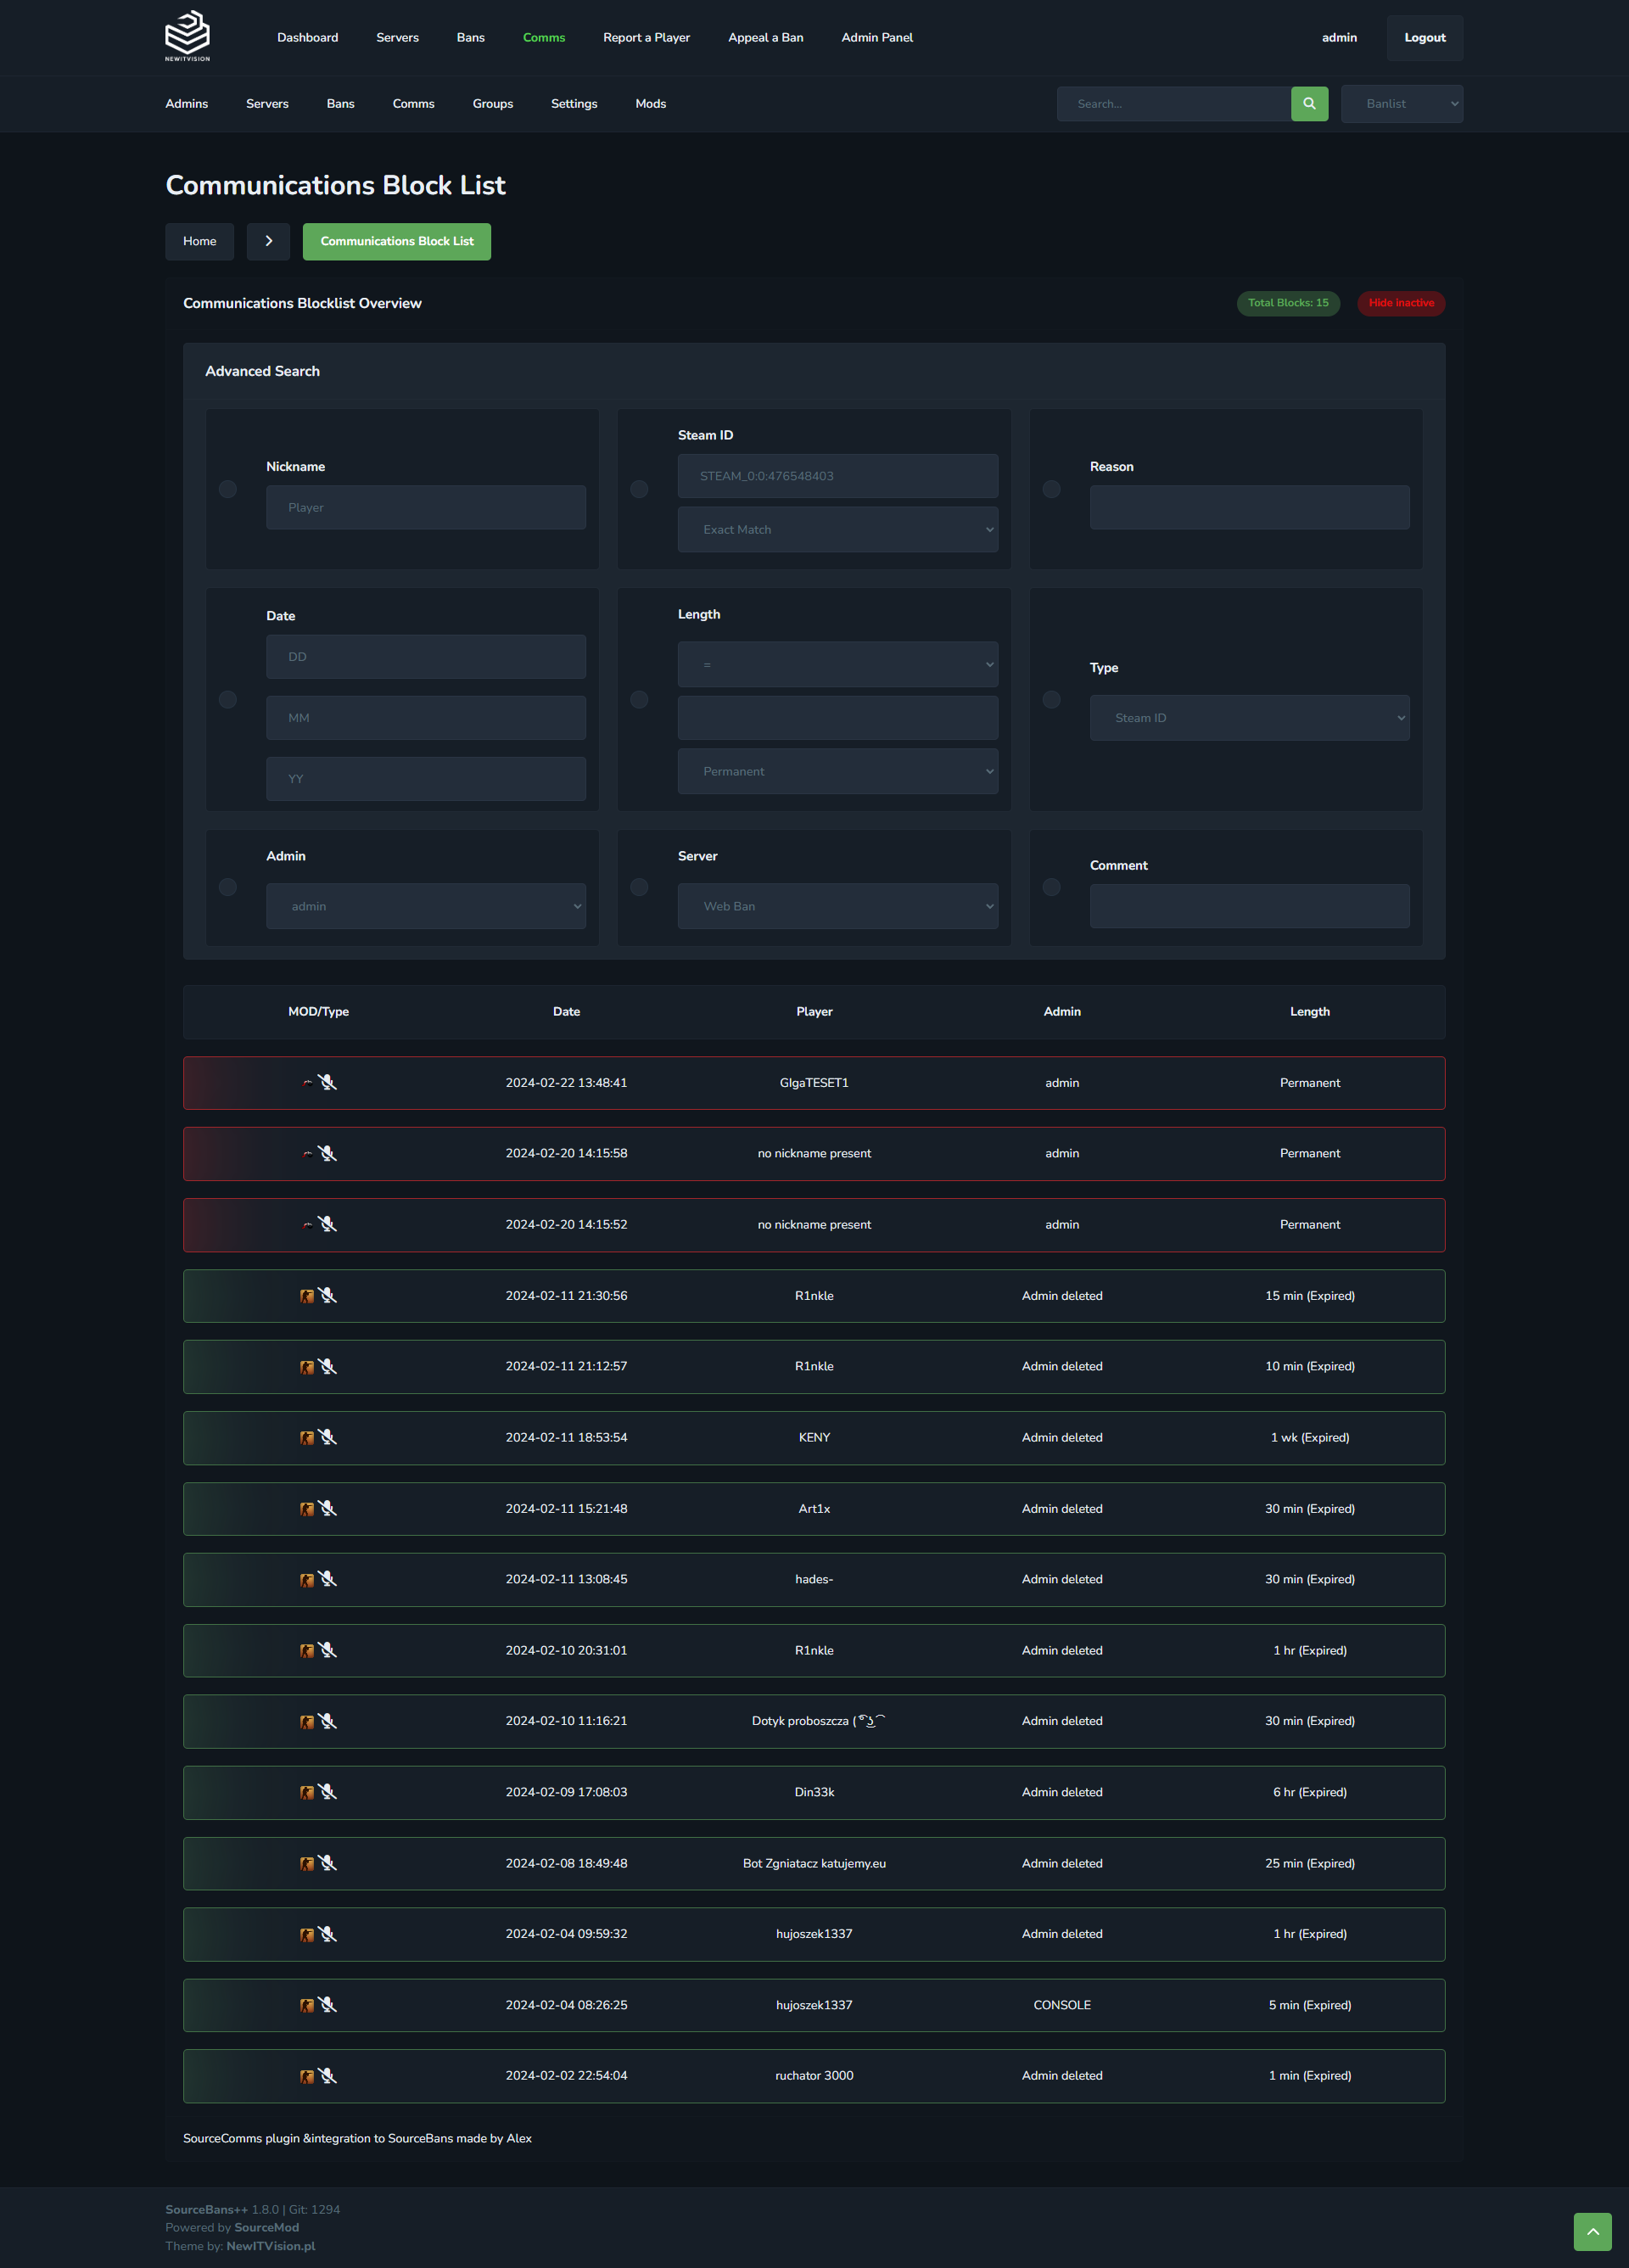 NEWITVISION
Dashboard Servers Bans Comms Report a Player Appeal a Ban Admin Panel admin Logout
Admins Servers Bans Comms Groups Settings Mods Search... Banlist
Communications Block List
Home Communications Block List
Communications Blocklist Overview Total Blocks: 15 Hide inactive
Advanced Search
Nickname
Player
Steam ID
STEAM_0:0:476548403
Exact Match
Reason
Date
DD
MM
YY
Length
=
Permanent
Type
Steam ID
Admin
admin
Server
Web Ban
Comment
MOD/Type Date Player Admin Length
2024-02-22 13:48:41 GIgaTESET1 admin Permanent
2024-02-20 14:15:58 no nickname present admin Permanent
2024-02-20 14:15:52 no nickname present admin Permanent
2024-02-11 21:30:56 R1nkle Admin deleted 15 min (Expired)
2024-02-11 21:12:57 R1nkle Admin deleted 10 min (Expired)
2024-02-11 18:53:54 KENY Admin deleted 1 wk (Expired)
2024-02-11 15:21:48 Art1x Admin deleted 30 min (Expired)
2024-02-11 13:08:45 hades- Admin deleted 30 min (Expired)
2024-02-10 20:31:01 R1nkle Admin deleted 1 hr (Expired)
2024-02-10 11:16:21 Dotyk proboszcza ( ͡° ͜ʖ ͡ Admin deleted 30 min (Expired)
2024-02-09 17:08:03 Din33k Admin deleted 6 hr (Expired)
2024-02-08 18:49:48 Bot Zgniatacz katujemy.eu Admin deleted 25 min (Expired)
2024-02-04 09:59:32 hujoszek1337 Admin deleted 1 hr (Expired)
2024-02-04 08:26:25 hujoszek1337 CONSOLE 5 min (Expired)
2024-02-02 22:54:04 ruchator 3000 Admin deleted 1 min (Expired)
SourceComms plugin &integration to SourceBans made by Alex
SourceBans++ 1.8.0 | Git: 1294
Powered by SourceMod
Theme by: NewITVision.pl